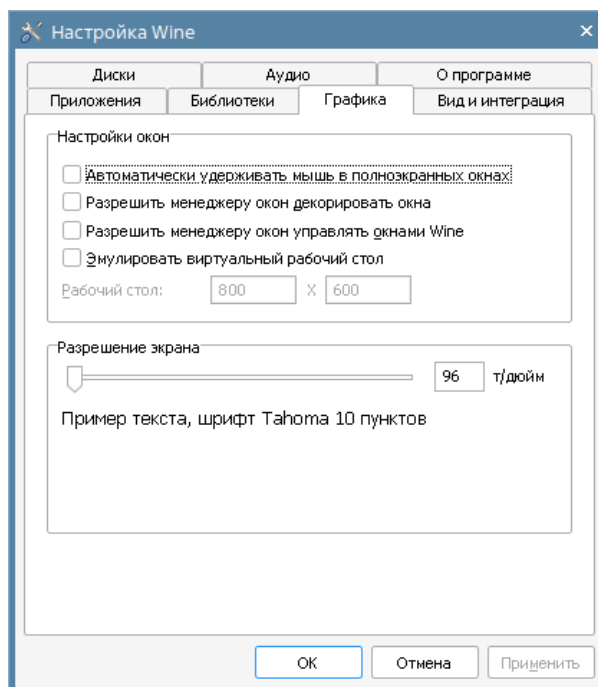 Настройка Wine
Диски Аудио О программе
Приложения Библиотеки Графика Вид и интеграция
Настройки окон
Автоматически удерживать мышь в полноэкранных окнах
Разрешить менеджеру окон декорировать окна
Разрешить менеджеру окон управлять окнами Wine
Эмулировать виртуальный рабочий стол
Рабочий стол: 800 X 600
Разрешение экрана
96 т/дюйм
Пример текста, шрифт Tahoma 10 пунктов
ОК Отмена Применить